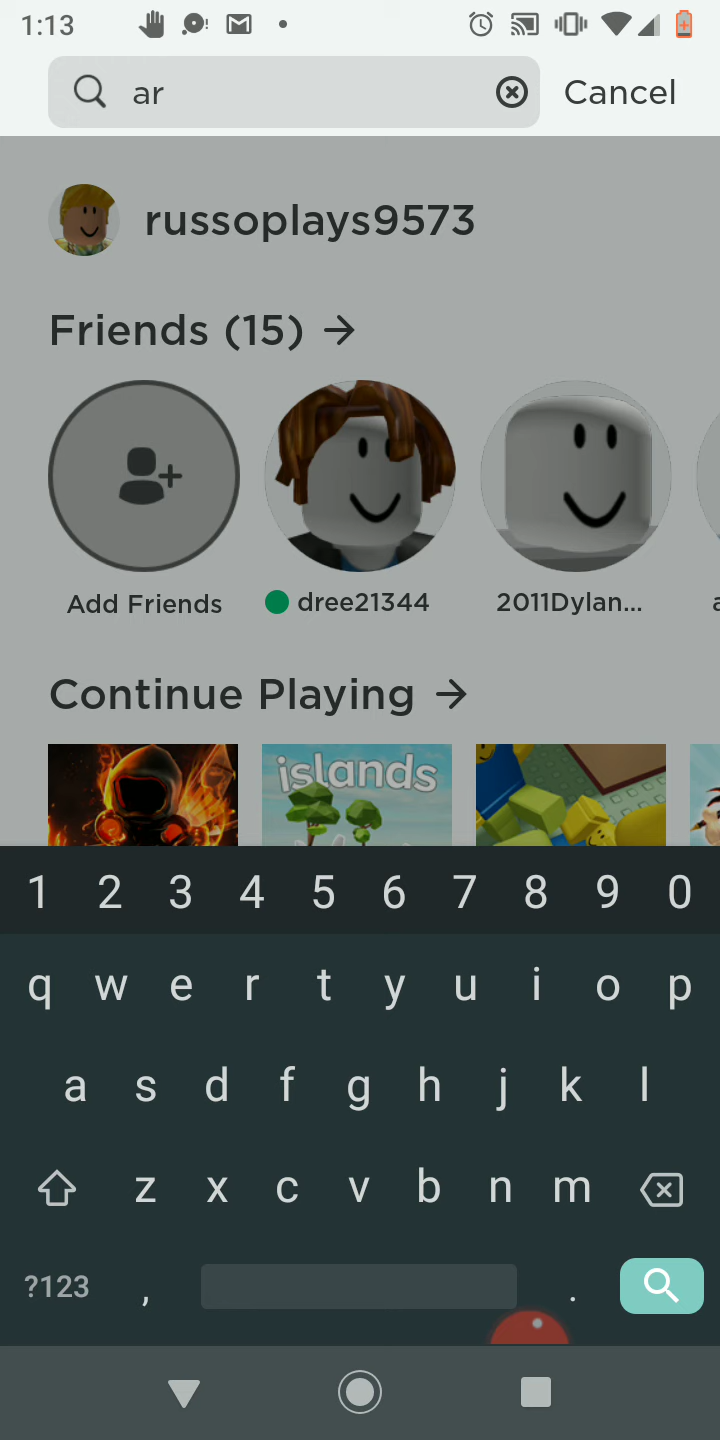 1:13
ar
Cancel
russoplays9573
Friends (15)
Add Friends
dree21344
2011Dylan...
a
Continue Playing
islands
1 2 3 4 5 6 7 8 9 0
q w e r t y u i o p
a s d f g h j k l
z x c v b n m
?123 , .